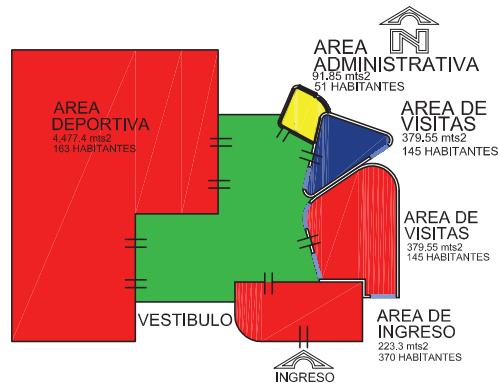 N
AREA
ADMINISTRATIVA
91.85 mts2
51 HABITANTES
AREA
DEPORTIVA
4,477.4 mts2
163 HABITANTES
AREA DE
VISITAS
379.55 mts2
145 HABITANTES
AREA DE
VISITAS
379.55 mts2
145 HABITANTES
VESTIBULO
AREA DE
INGRESO
223.3 mts2
370 HABITANTES
INGRESO